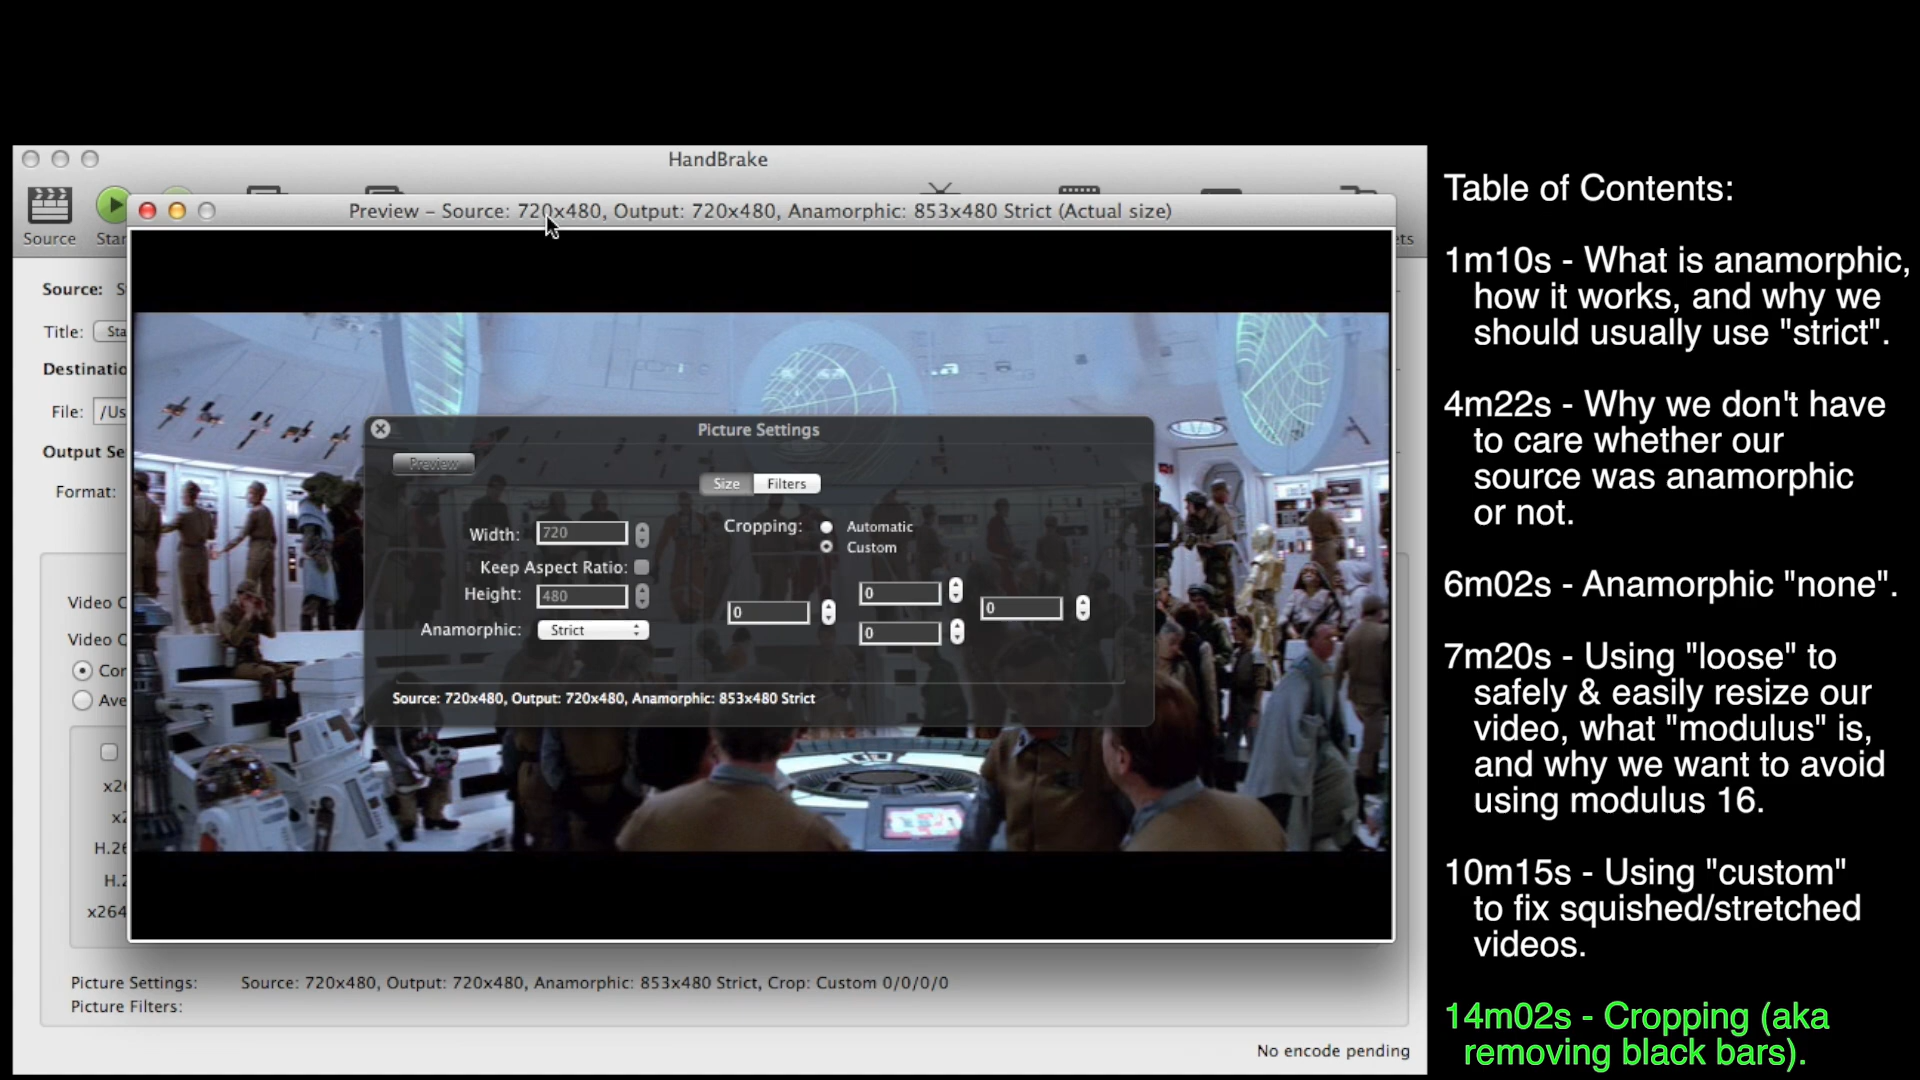 HandBrake
Preview – Source: 720x480, Output: 720x480, Anamorphic: 853x480 Strict (Actual size)
Source
Source:
Title:
Destinatio
File: /Us
Output Se
Format:
Picture Settings
Preview
Size Filters
Width: 720
Cropping: Automatic
Custom
Keep Aspect Ratio:
Height: 480
0 0 0
0
Anamorphic: Strict
Source: 720x480, Output: 720x480, Anamorphic: 853x480 Strict
Video C
Video C
Cor
Ave
H.26
H.2
x264
Picture Settings: Source: 720x480, Output: 720x480, Anamorphic: 853x480 Strict, Crop: Custom 0/0/0/0
Picture Filters:
No encode pending
Table of Contents:
1m10s - What is anamorphic,
how it works, and why we
should usually use "strict".
4m22s - Why we don't have
to care whether our
source was anamorphic
or not.
6m02s - Anamorphic "none".
7m20s - Using "loose" to
safely & easily resize our
video, what "modulus" is,
and why we want to avoid
using modulus 16.
10m15s - Using "custom"
to fix squished/stretched
videos.
14m02s - Cropping (aka
removing black bars).